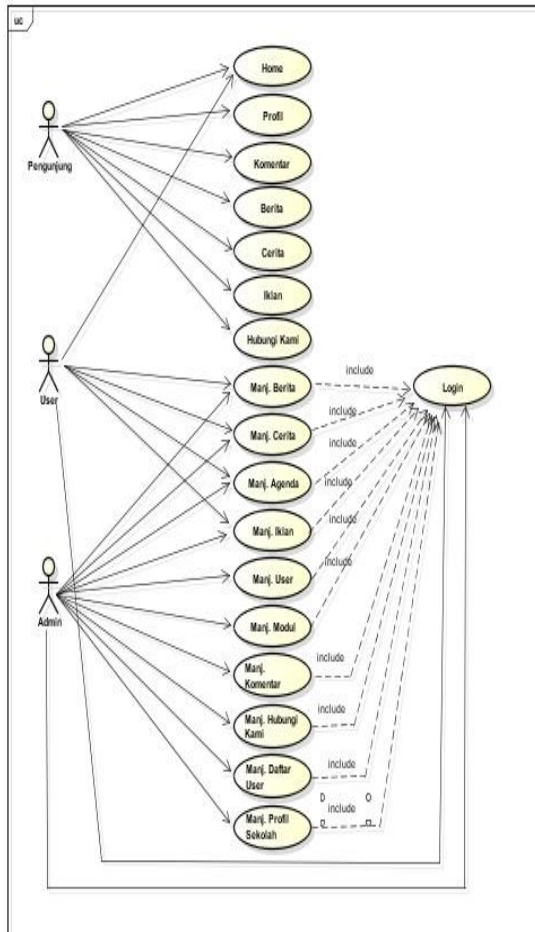 uc
Home
Profil
Pengunjung
Komentar
Berita
Cerita
Iklan
Hubungi Kami
User
Manj. Berita
include
Login
Manj. Cerita
include
Manj. Agenda
include
Manj. Iklan
include
Manj. User
include
Admin
Manj. Modul
Manj.
Komentar
include
Manj. Hubungi
Kami
include
Manj. Daftar
User
include
Manj. Profil
Sekolah
include